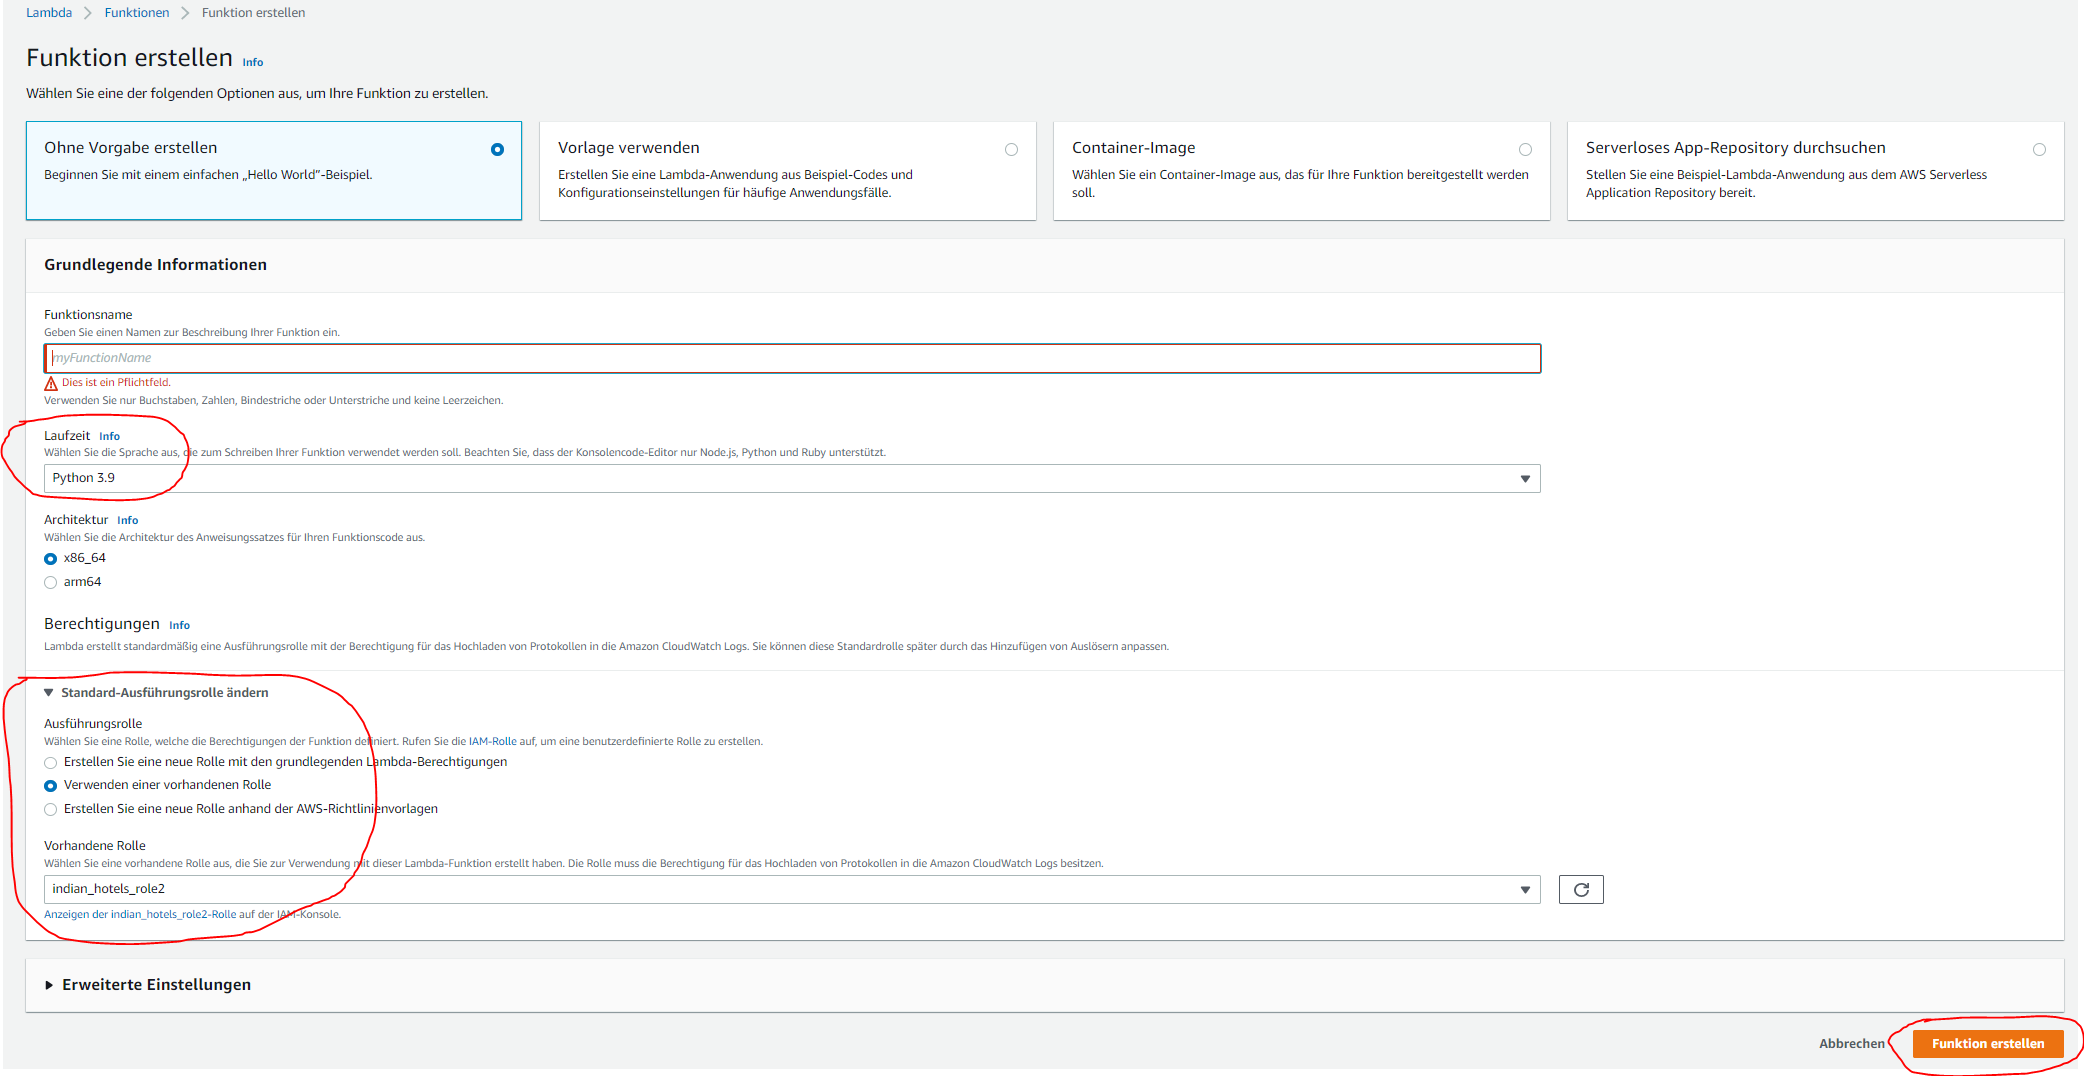 Lambda > Funktionen > Funktion erstellen
Funktion erstellen Info
Wählen Sie eine der folgenden Optionen aus, um Ihre Funktion zu erstellen.
Ohne Vorgabe erstellen
Beginnen Sie mit einem einfachen „Hello World”-Beispiel.
Vorlage verwenden
Erstellen Sie eine Lambda-Anwendung aus Beispiel-Codes und
Konfigurationseinstellungen für häufige Anwendungsfälle.
Container-Image
Wählen Sie ein Container-Image aus, das für Ihre Funktion bereitgestellt werden
soll.
Serverloses App-Repository durchsuchen
Stellen Sie eine Beispiel-Lambda-Anwendung aus dem AWS Serverless
Application Repository bereit.
Grundlegende Informationen
Funktionsname
Geben Sie einen Namen zur Beschreibung Ihrer Funktion ein.
myFunctionName
Dies ist ein Pflichtfeld.
Verwenden Sie nur Buchstaben, Zahlen, Bindestriche oder Unterstriche und keine Leerzeichen.
Laufzeit Info
Wählen Sie die Sprache aus, die zum Schreiben Ihrer Funktion verwendet werden soll. Beachten Sie, dass der Konsolencode-Editor nur Node.js, Python und Ruby unterstützt.
Python 3.9
Architektur Info
Wählen Sie die Architektur des Anweisungssatzes für Ihren Funktionscode aus.
x86_64
arm64
Berechtigungen Info
Lambda erstellt standardmäßig eine Ausführungsrolle mit der Berechtigung für das Hochladen von Protokollen in die Amazon CloudWatch Logs. Sie können diese Standardrolle später durch das Hinzufügen von Auslösern anpassen.
Standard-Ausführungsrolle ändern
Ausführungsrolle
Wählen Sie eine Rolle, welche die Berechtigungen der Funktion definiert. Rufen Sie die IAM-Rolle auf, um eine benutzerdefinierte Rolle zu erstellen.
Erstellen Sie eine neue Rolle mit den grundlegenden Lambda-Berechtigungen
Verwenden einer vorhandenen Rolle
Erstellen Sie eine neue Rolle anhand der AWS-Richtlinienvorlagen
Vorhandene Rolle
Wählen Sie eine vorhandene Rolle aus, die Sie zur Verwendung mit dieser Lambda-Funktion erstellt haben. Die Rolle muss die Berechtigung für das Hochladen von Protokollen in die Amazon CloudWatch Logs besitzen.
indian_hotels_role2
Anzeigen der indian_hotels_role2-Rolle auf der IAM-Konsole.
Erweiterte Einstellungen
Abbrechen Funktion erstellen